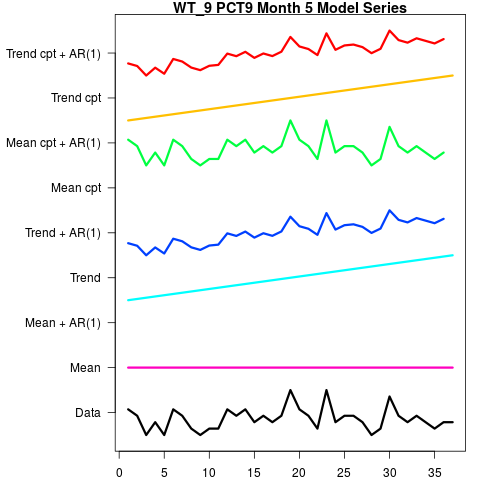 WT_9 PCT9 Month 5 Model Series
Trend cpt + AR(1)
Trend cpt
Mean cpt + AR(1)
Mean cpt
Trend + AR(1)
Trend
Mean + AR(1)
Mean
Data
0 5 10 15 20 25 30 35